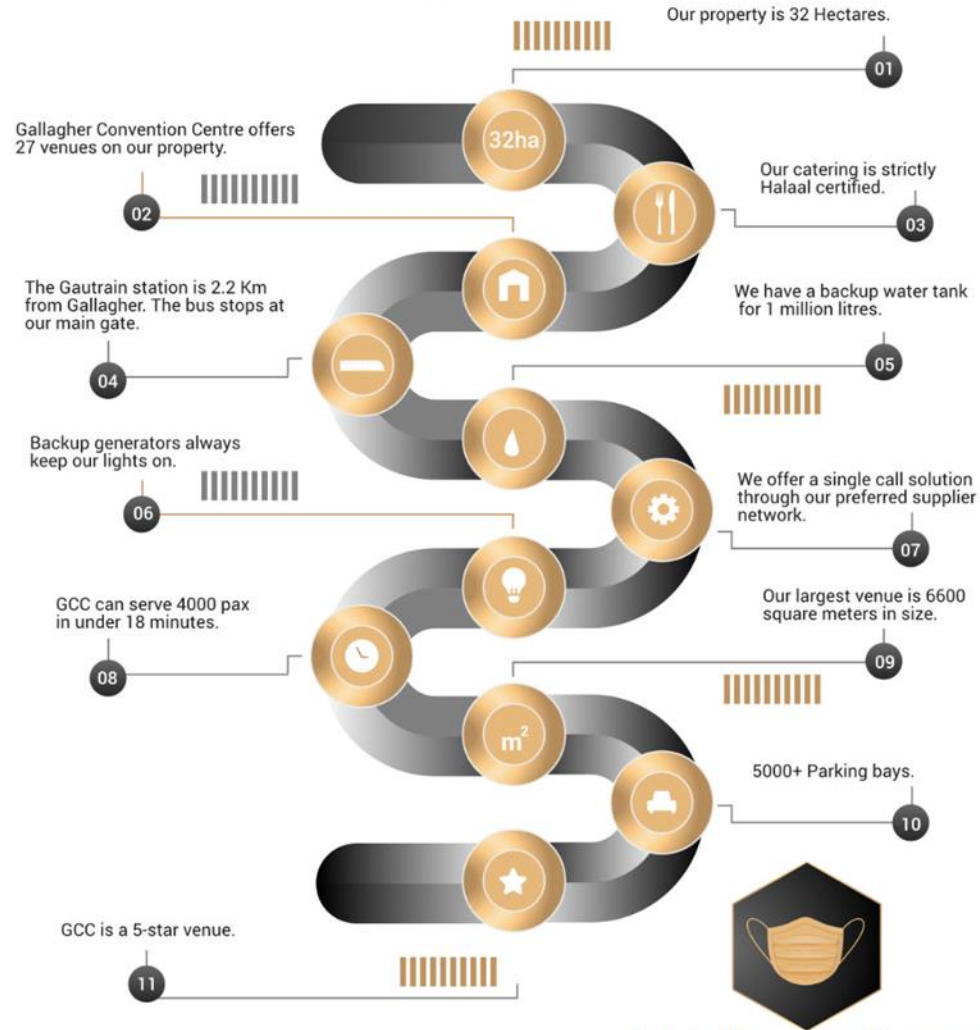 Our property is 32 Hectares.
01
32ha
Gallagher Convention Centre offers
27 venues on our property.
02
Our catering is strictly
Halaal certified.
03
The Gautrain station is 2.2 Km
from Gallagher. The bus stops at
our main gate.
04
We have a backup water tank
for 1 million litres.
05
Backup generators always
keep our lights on.
06
We offer a single call solution
through our preferred supplier
network.
07
GCC can serve 4000 pax
in under 18 minutes.
08
Our largest venue is 6600
square meters in size.
09
m²
5000+ Parking bays.
10
GCC is a 5-star venue.
11